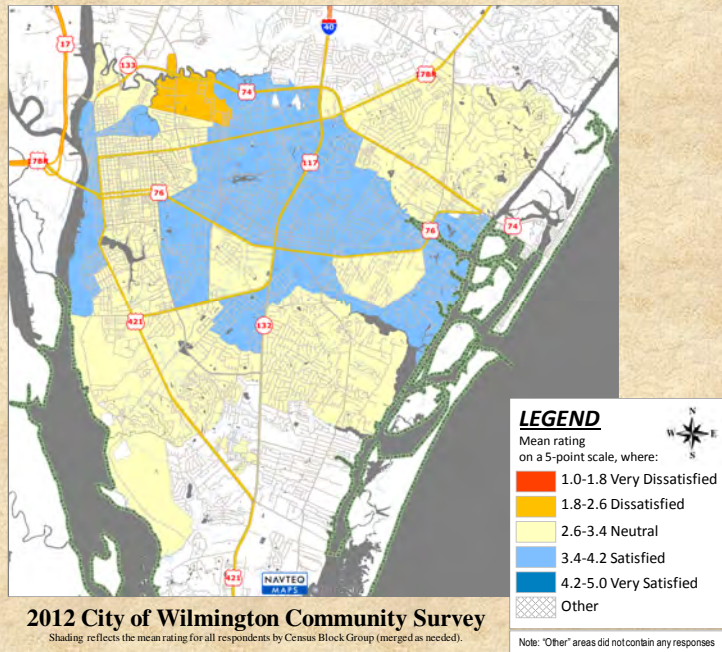 40
17
133
17BR
74
17BR
117
76
76
74
421
132
421
NAVTEQ
MAPS
LEGEND
N
W E
S
Mean rating
on a 5-point scale, where:
1.0-1.8 Very Dissatisfied
1.8-2.6 Dissatisfied
2.6-3.4 Neutral
3.4-4.2 Satisfied
4.2-5.0 Very Satisfied
Other
2012 City of Wilmington Community Survey
Shading reflects the mean rating for all respondents by Census Block Group (merged as needed).
Note: "Other" areas did not contain any responses